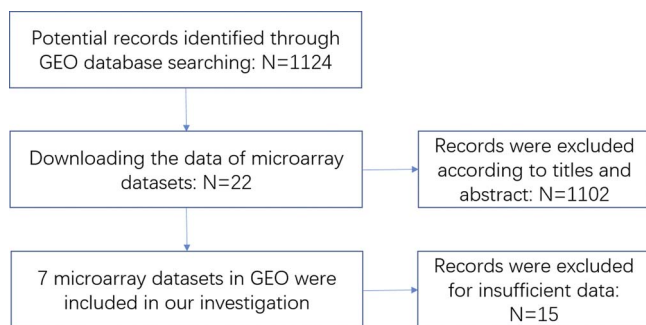 Potential records identified through
GEO database searching: N=1124
Downloading the data of microarray
datasets: N=22
Records were excluded
according to titles and
abstract: N=1102
7 microarray datasets in GEO were
included in our investigation
Records were excluded
for insufficient data:
N=15